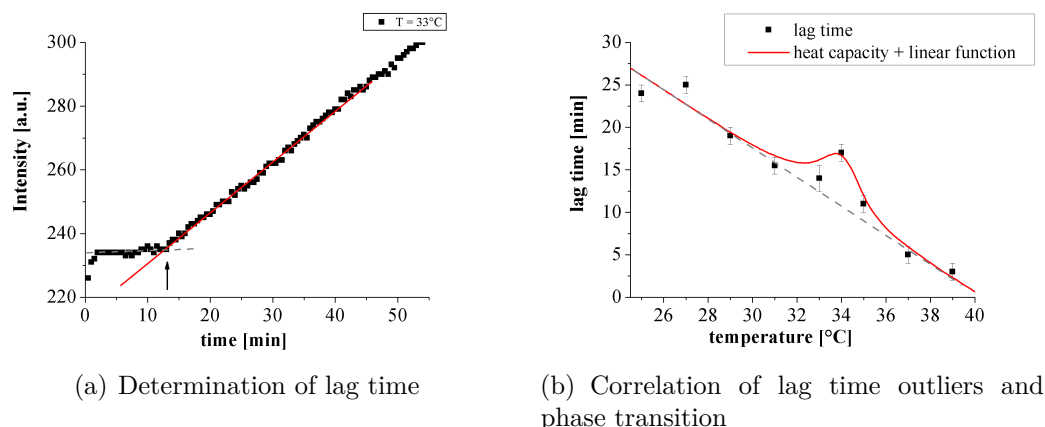 T = 33°C
300
280
260
240
220
Intensity [a.u.]
0 10 20 30 40 50
time [min]
(a) Determination of lag time
lag time
heat capacity + linear function
30
25
20
15
10
5
0
lag time [min]
26 28 30 32 34 36 38 40
temperature [°C]
(b) Correlation of lag time outliers and
phase transition